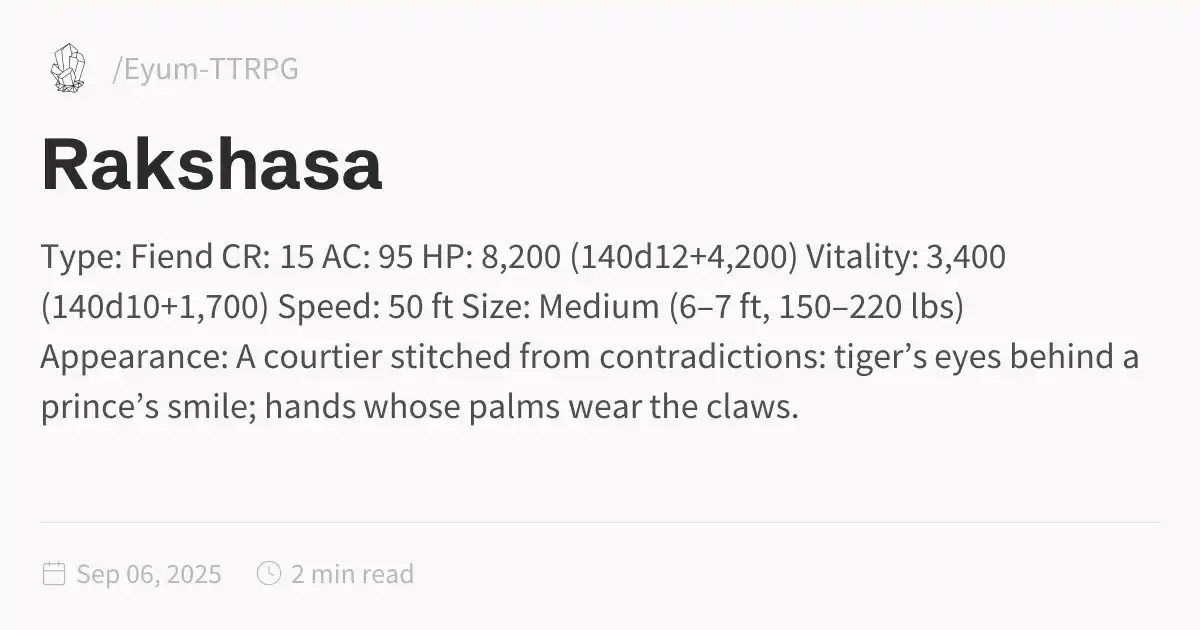 /Eyum-TTRPG
Rakshasa
Type: Fiend CR: 15 AC: 95 HP: 8,200 (140d12+4,200) Vitality: 3,400
(140d10+1,700) Speed: 50 ft Size: Medium (6–7 ft, 150–220 lbs)
Appearance: A courtier stitched from contradictions: tiger’s eyes behind a
prince’s smile; hands whose palms wear the claws.
Sep 06, 2025 2 min read